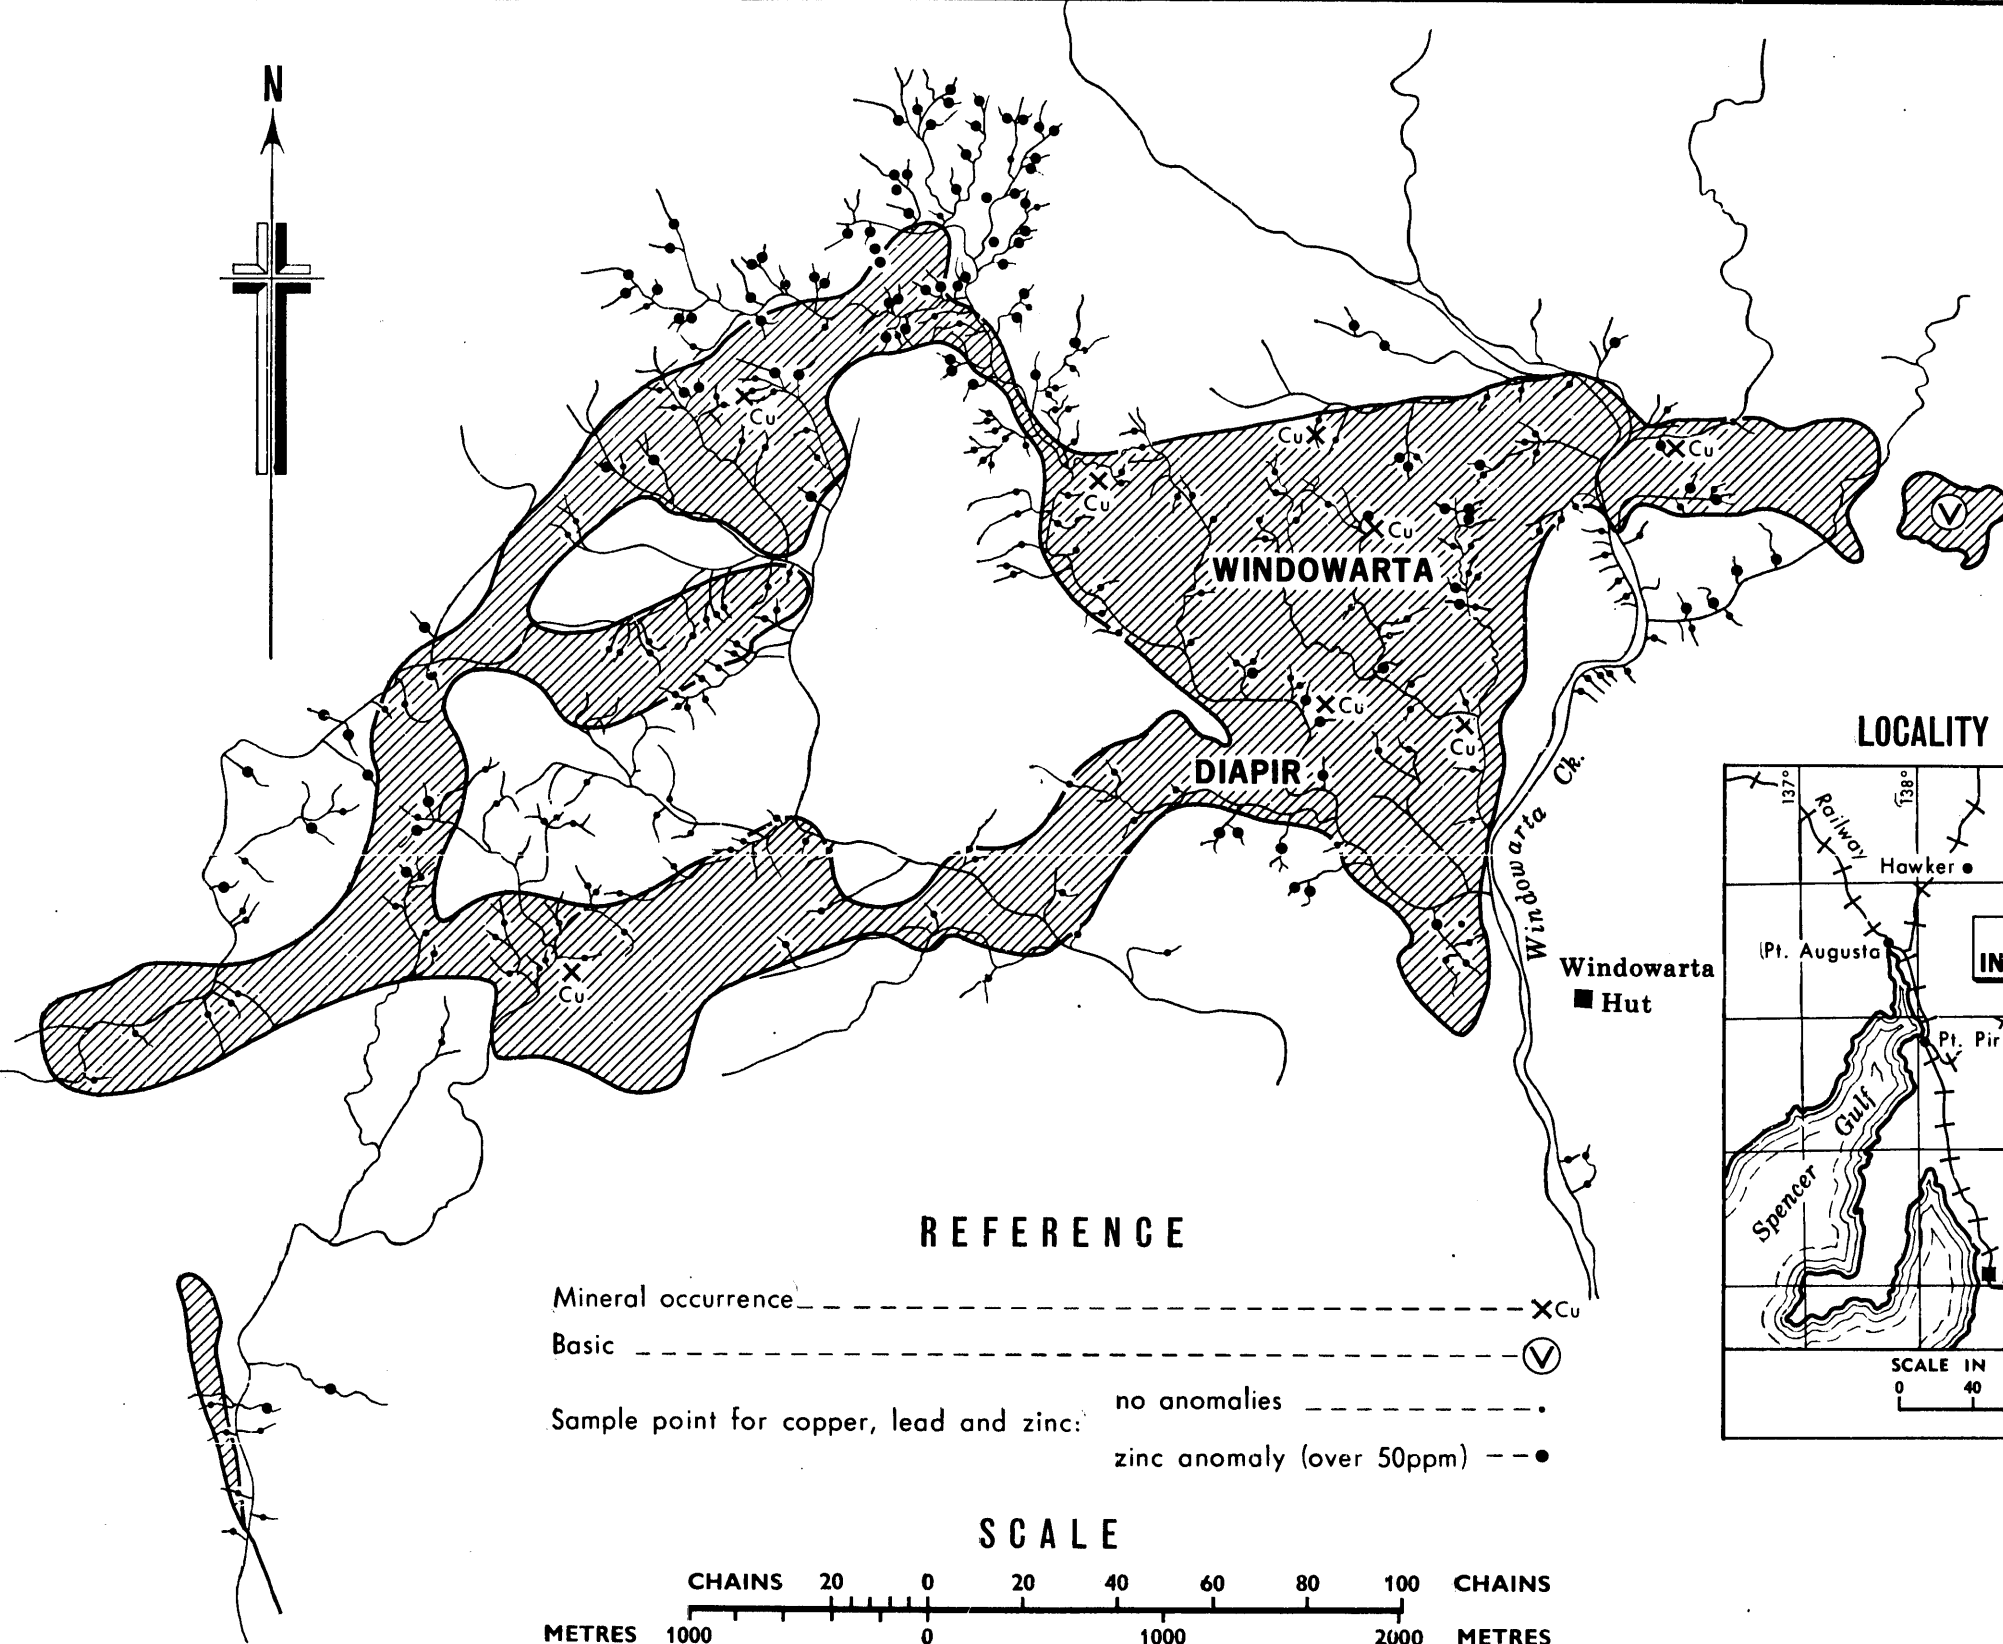 N
Cu
Cu
Cu
Cu
Cu
Cu
WINDOWARTA
Cu
Cu
DIAPIR
Cu
V
Windowarta Ck.
Windowarta
Hut
LOCALITY
137°
138°
Railway
Hawker
(Pt. Augusta
IN
Pt. Pir
Spencer Gulf
SCALE IN
0 40
REFERENCE
Mineral occurrence XCu
Basic V
Sample point for copper, lead and zinc:
no anomalies
zinc anomaly (over 50ppm)
SCALE
CHAINS 20 0 20 40 60 80 100 CHAINS
METRES 1000 0 1000 2000 METRES